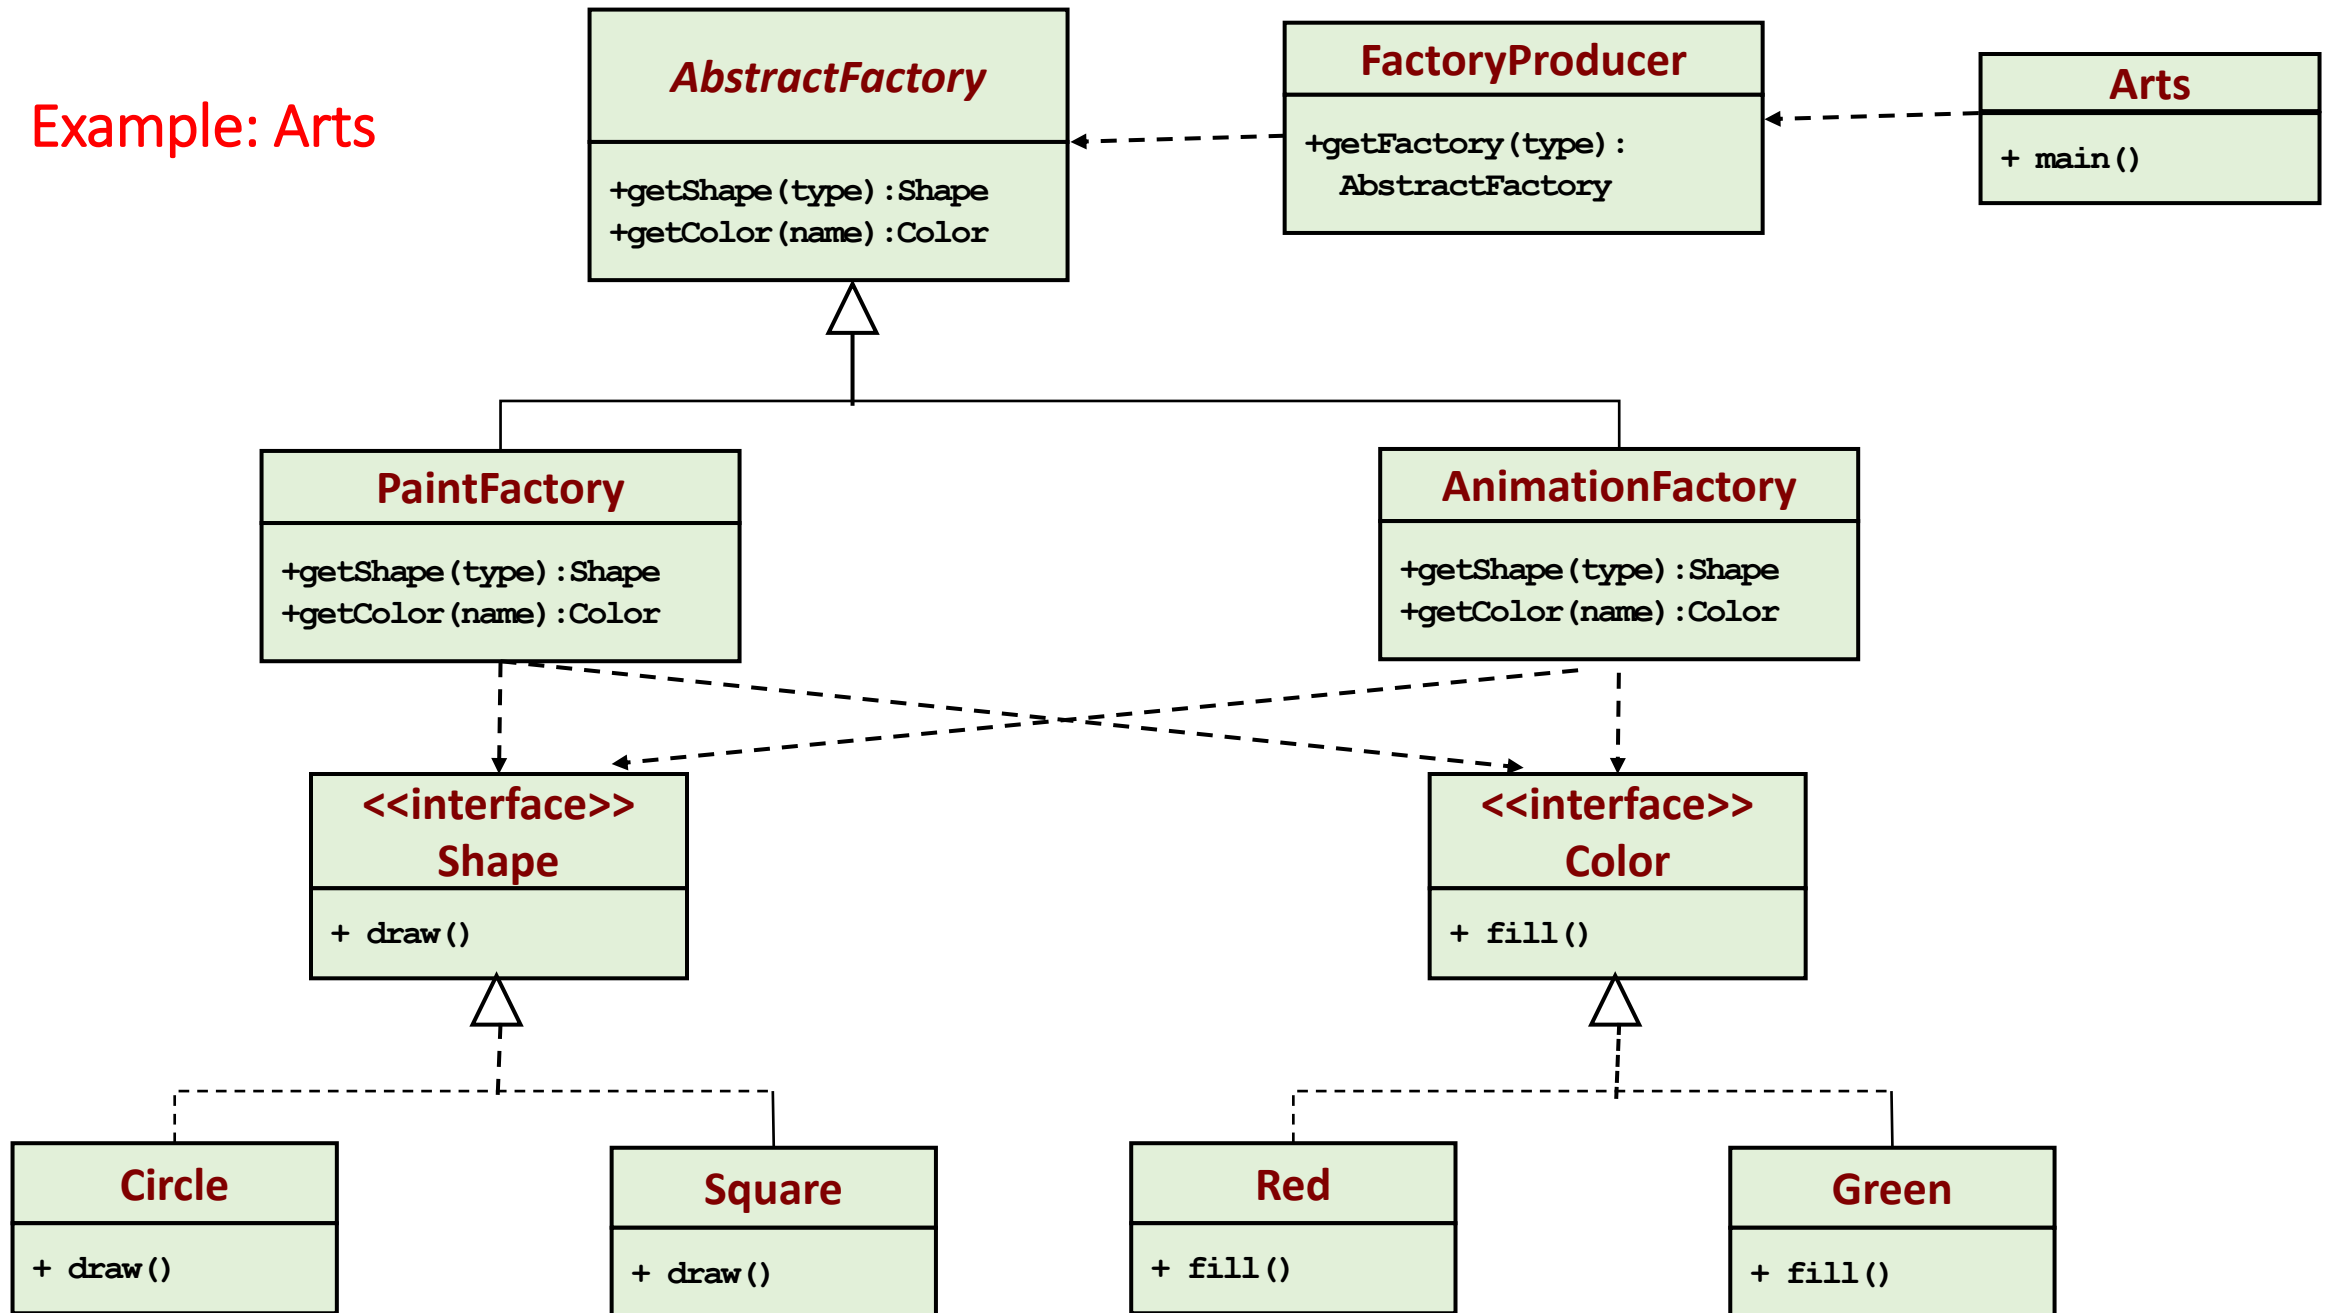 Example: Arts
AbstractFactory
+getShape(type):Shape
+getColor(name):Color
FactoryProducer
+getFactory(type):
AbstractFactory
Arts
+ main()
PaintFactory
+getShape(type):Shape
+getColor(name):Color
AnimationFactory
+getShape(type):Shape
+getColor(name):Color
<<interface>>
Shape
+ draw()
<<interface>>
Color
+ fill()
Circle
+ draw()
Square
+ draw()
Red
+ fill()
Green
+ fill()